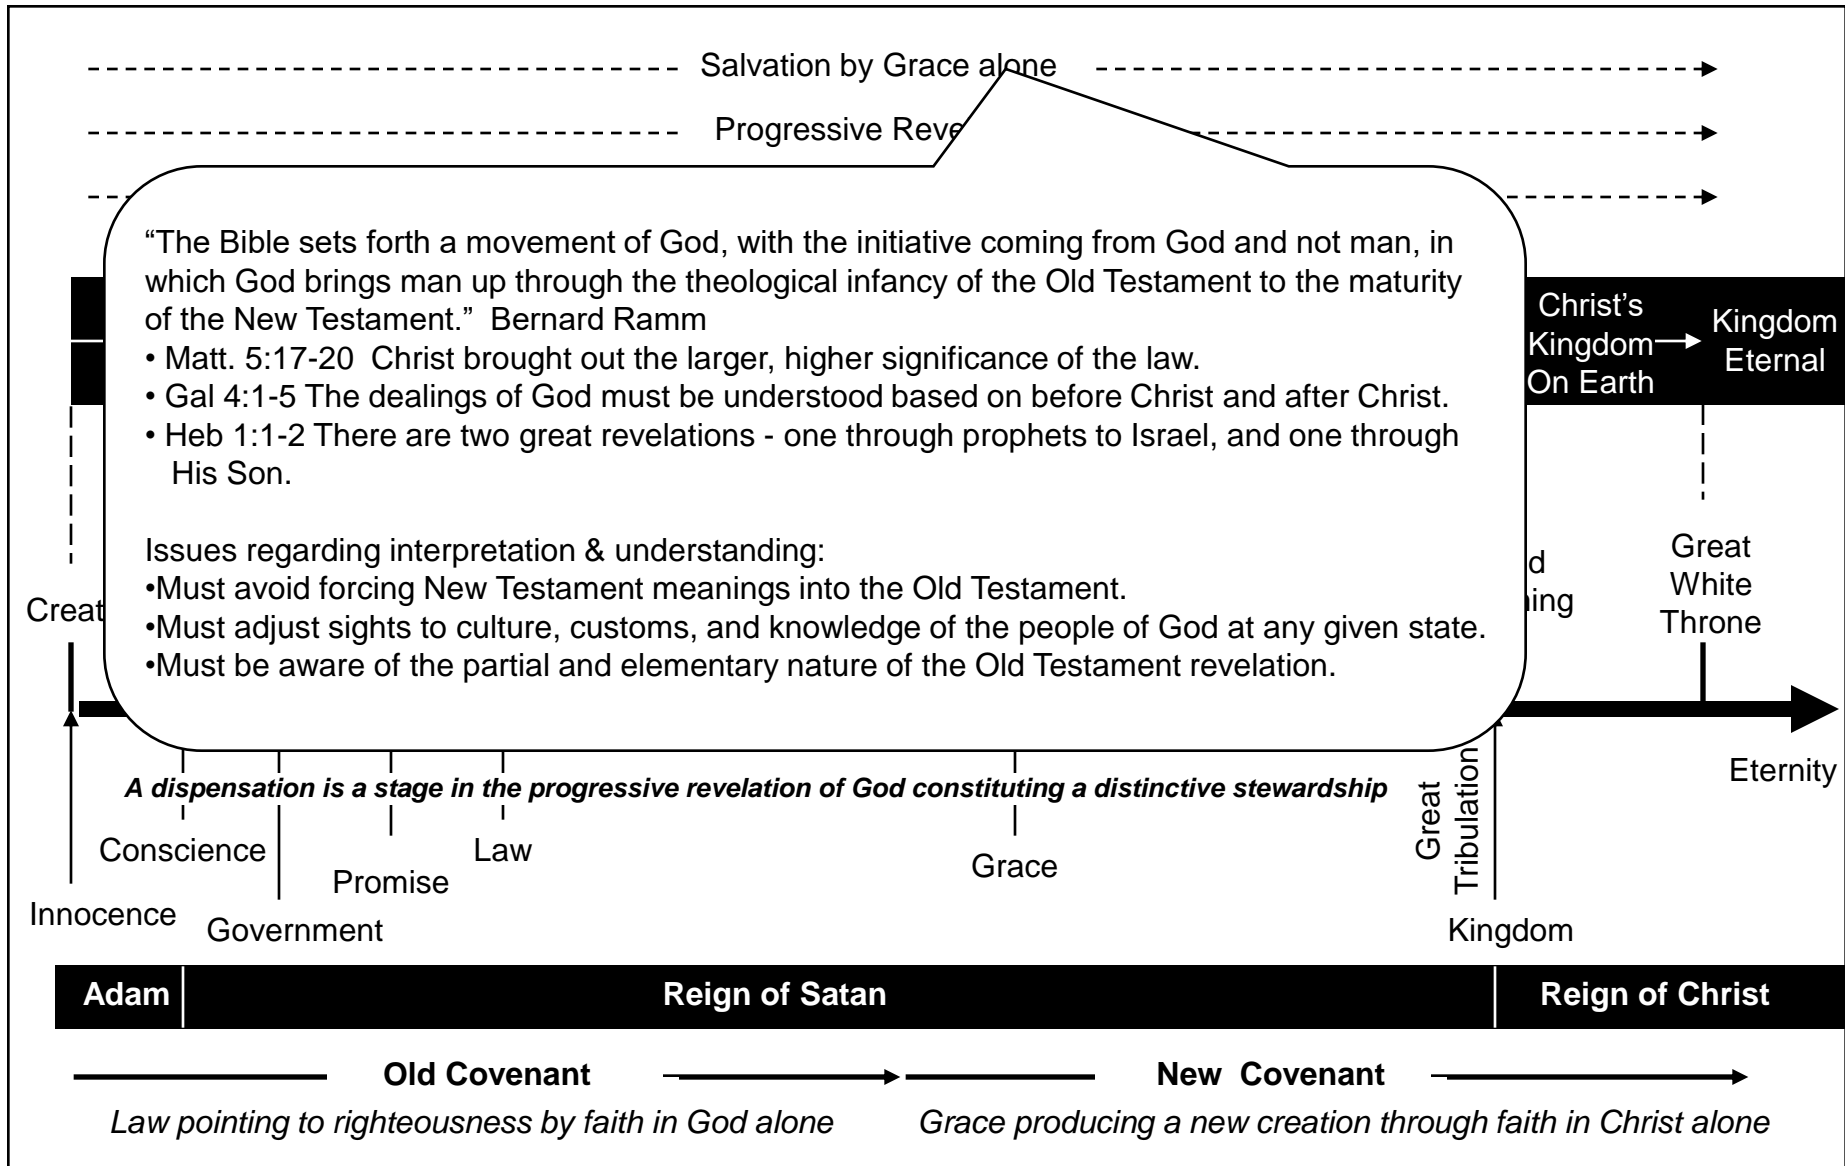 Salvation by Grace alone
Progressive
“The Bible sets forth a movement of God, with the initiative coming from God and not man, in
which God brings man up through the theological infancy of the Old Testament to the maturity
of the New Testament.”  Bernard Ramm
• Matt. 5:17-20  Christ brought out the larger, higher significance of the law.
• Gal 4:1-5 The dealings of God must be understood based on before Christ and after Christ.
• Heb 1:1-2 There are two great revelations - one through prophets to Israel, and one through
His Son.
Issues regarding interpretation & understanding:
•Must avoid forcing New Testament meanings into the Old Testament.
•Must adjust sights to culture, customs, and knowledge of the people of God at any given state.
•Must be aware of the partial and elementary nature of the Old Testament revelation.
Christ’s
Kingdom
On Earth
Kingdom
Eternal
Great
White
Throne
Eternity
A dispensation is a stage in the progressive revelation of God constituting a distinctive stewardship
Great
Tribulation
Conscience
Law
Grace
Promise
Innocence
Government
Kingdom
Adam
Reign of Satan
Reign of Christ
Old Covenant
New  Covenant
Law pointing to righteousness by faith in God alone
Grace producing a new creation through faith in Christ alone